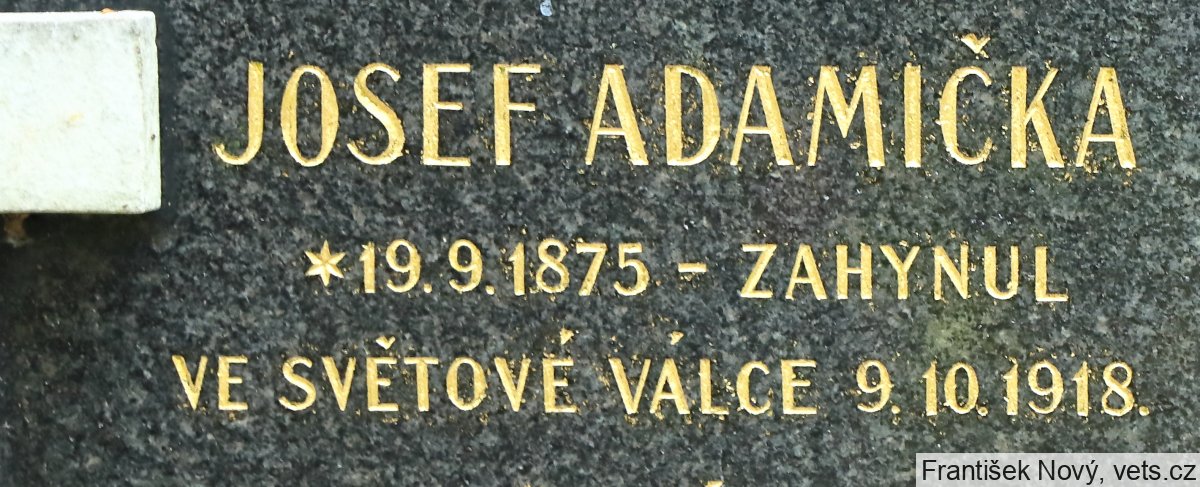 JOSEF ADAMIČKA
*19.9.1875 - ZAHYNUL
VE SVĚTOVÉ VÁLCE 9.10.1918.
František Nový, vets.cz